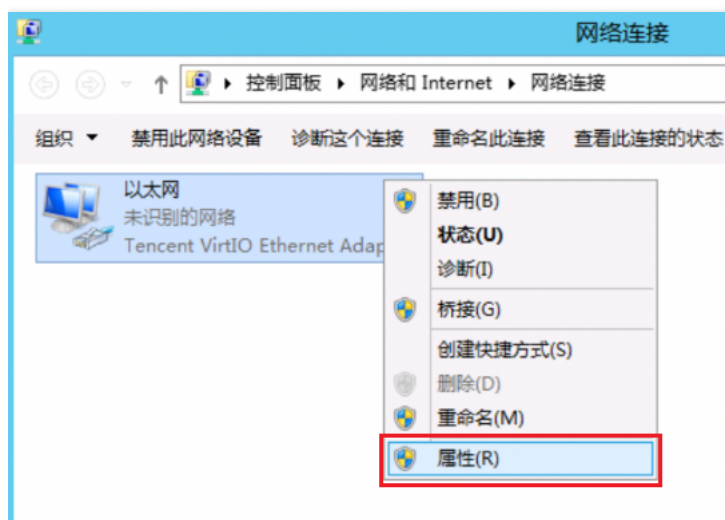 网络连接
控制面板 网络和 Internet 网络连接
组织 禁用此网络设备 诊断这个连接 重命名此连接 查看此连接的状态
以太网
未识别的网络
Tencent VirtIO Ethernet Adap
禁用(B)
状态(U)
诊断(I)
桥接(G)
创建快捷方式(S)
删除(D)
重命名(M)
属性(R)